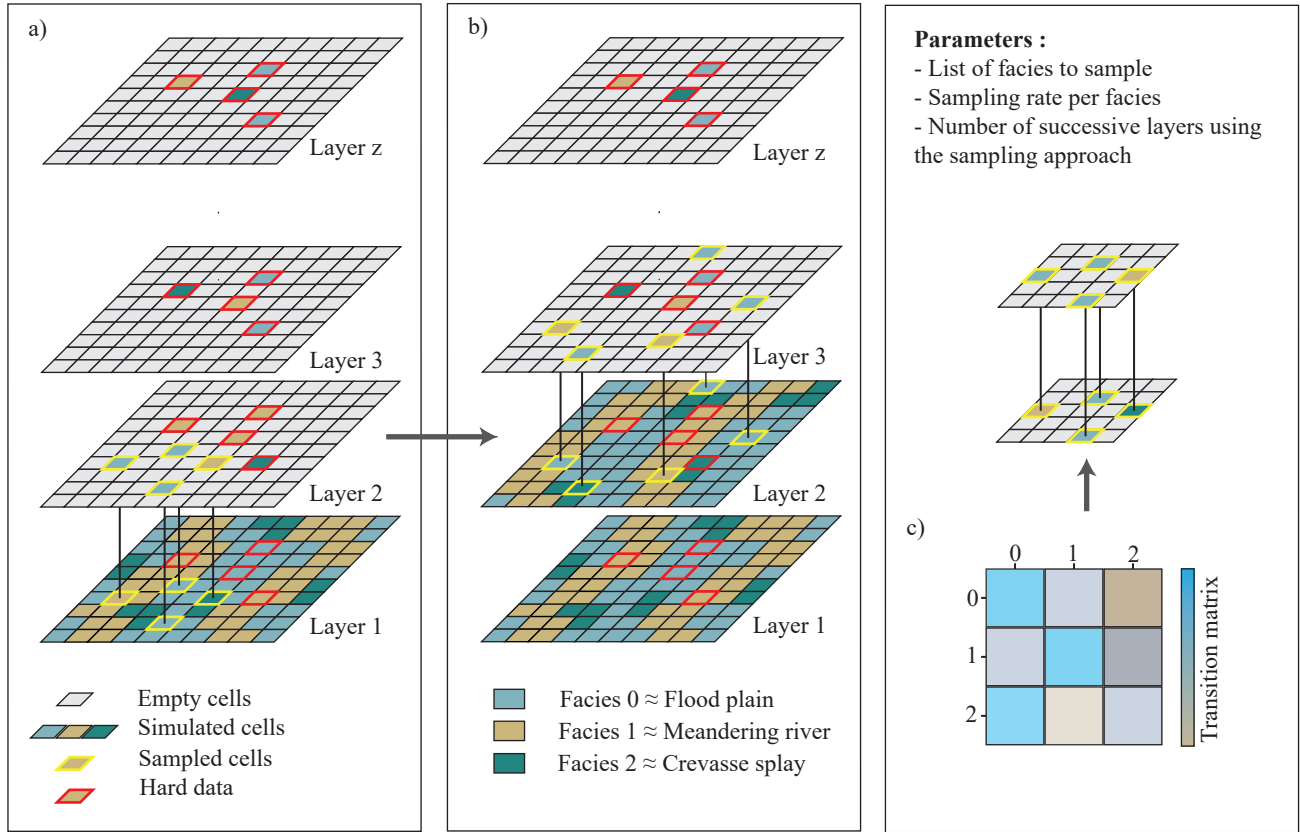 a)
Layer z
Layer 3
Layer 2
Layer 1
Empty cells
Simulated cells
Sampled cells
Hard data
b)
Layer z
Layer 3
Layer 2
Layer 1
Facies 0 ≈ Flood plain
Facies 1 ≈ Meandering river
Facies 2 ≈ Crevasse splay
Parameters :
- List of facies to sample
- Sampling rate per facies
- Number of successive layers using
the sampling approach
c)
0 1 2
0
1
2
Transition matrix